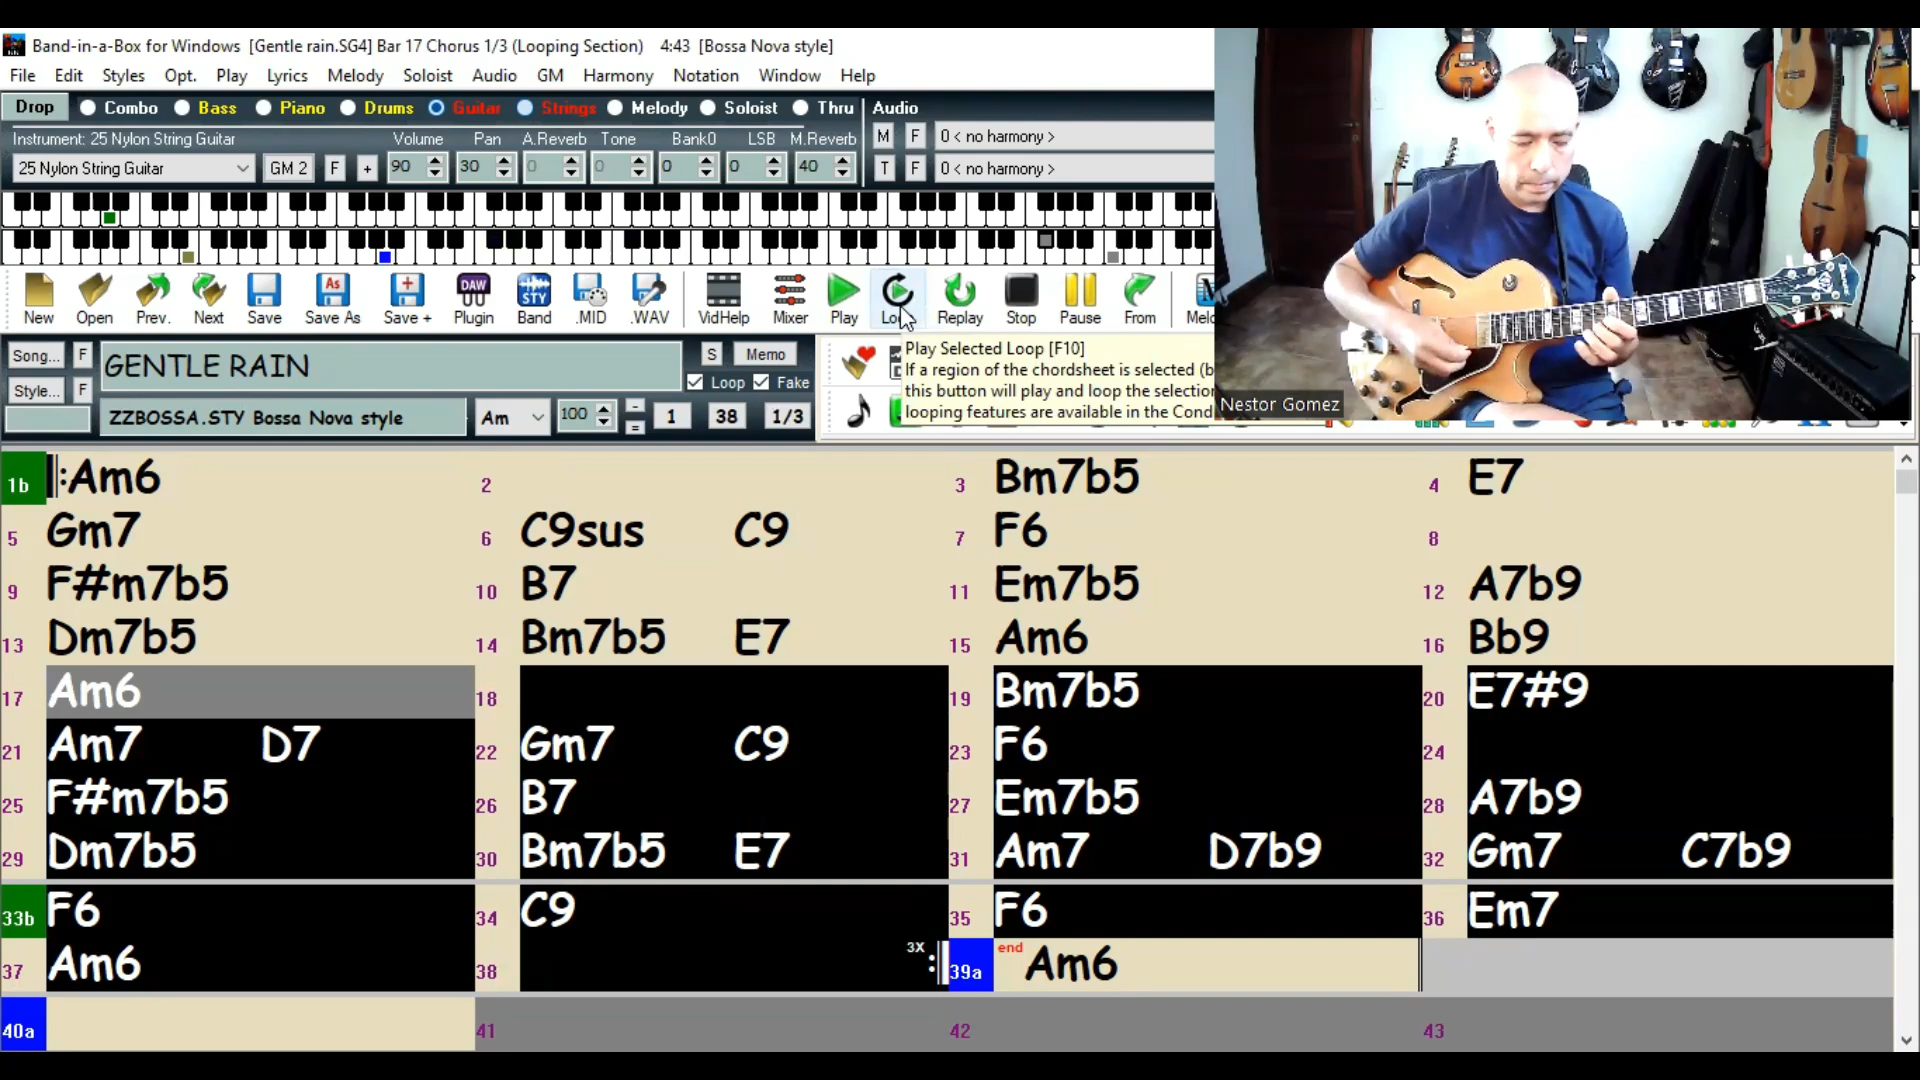 Band-in-a-Box for Windows [Gentle rain.SG4] Bar 17 Chorus 1/3 (Looping Section) 4:43 [Bossa Nova style]
File Edit Styles Opt. Play Lyrics Melody Soloist Audio GM Harmony Notation Window Help
Drop Combo Bass Piano Drums Guitar Strings Melody Soloist Thru Audio
Instrument: 25 Nylon String Guitar Volume Pan A.Reverb Tone Bank0 LSB M.Reverb M F 0 < no harmony >
25 Nylon String Guitar GM 2 F + 90 30 0 0 0 0 40 T F 0 < no harmony >
New Open Prev. Next Save As Save As Save + DAW Plugin STY Band .MID .WAV VidHelp Mixer Play Replay Stop Pause From
Song... F GENTLE RAIN S Memo
Play Selected Loop [F10]
Style... F Loop Fake
If a region of the chordsheet is selected (b
this button will play and loop the selection
ZZBOSSA.STY Bossa Nova style Am 100 - = 1 38 1/3
looping features are available in the Cond
Nestor Gomez
1b :Am6 2 3 Bm7b5 4 E7
5 Gm7 6 C9sus C9 7 F6 8
9 F#m7b5 10 B7 11 Em7b5 12 A7b9
13 Dm7b5 14 Bm7b5 E7 15 Am6 16 Bb9
17 Am6 18 19 Bm7b5 20 E7#9
21 Am7 D7 22 Gm7 C9 23 F6 24
25 F#m7b5 26 B7 27 Em7b5 28 A7b9
29 Dm7b5 30 Bm7b5 E7 31 Am7 D7b9 32 Gm7 C7b9
33b F6 34 C9 35 F6 36 Em7
37 Am6 38 3X : 39a end Am6
40a 41 42 43